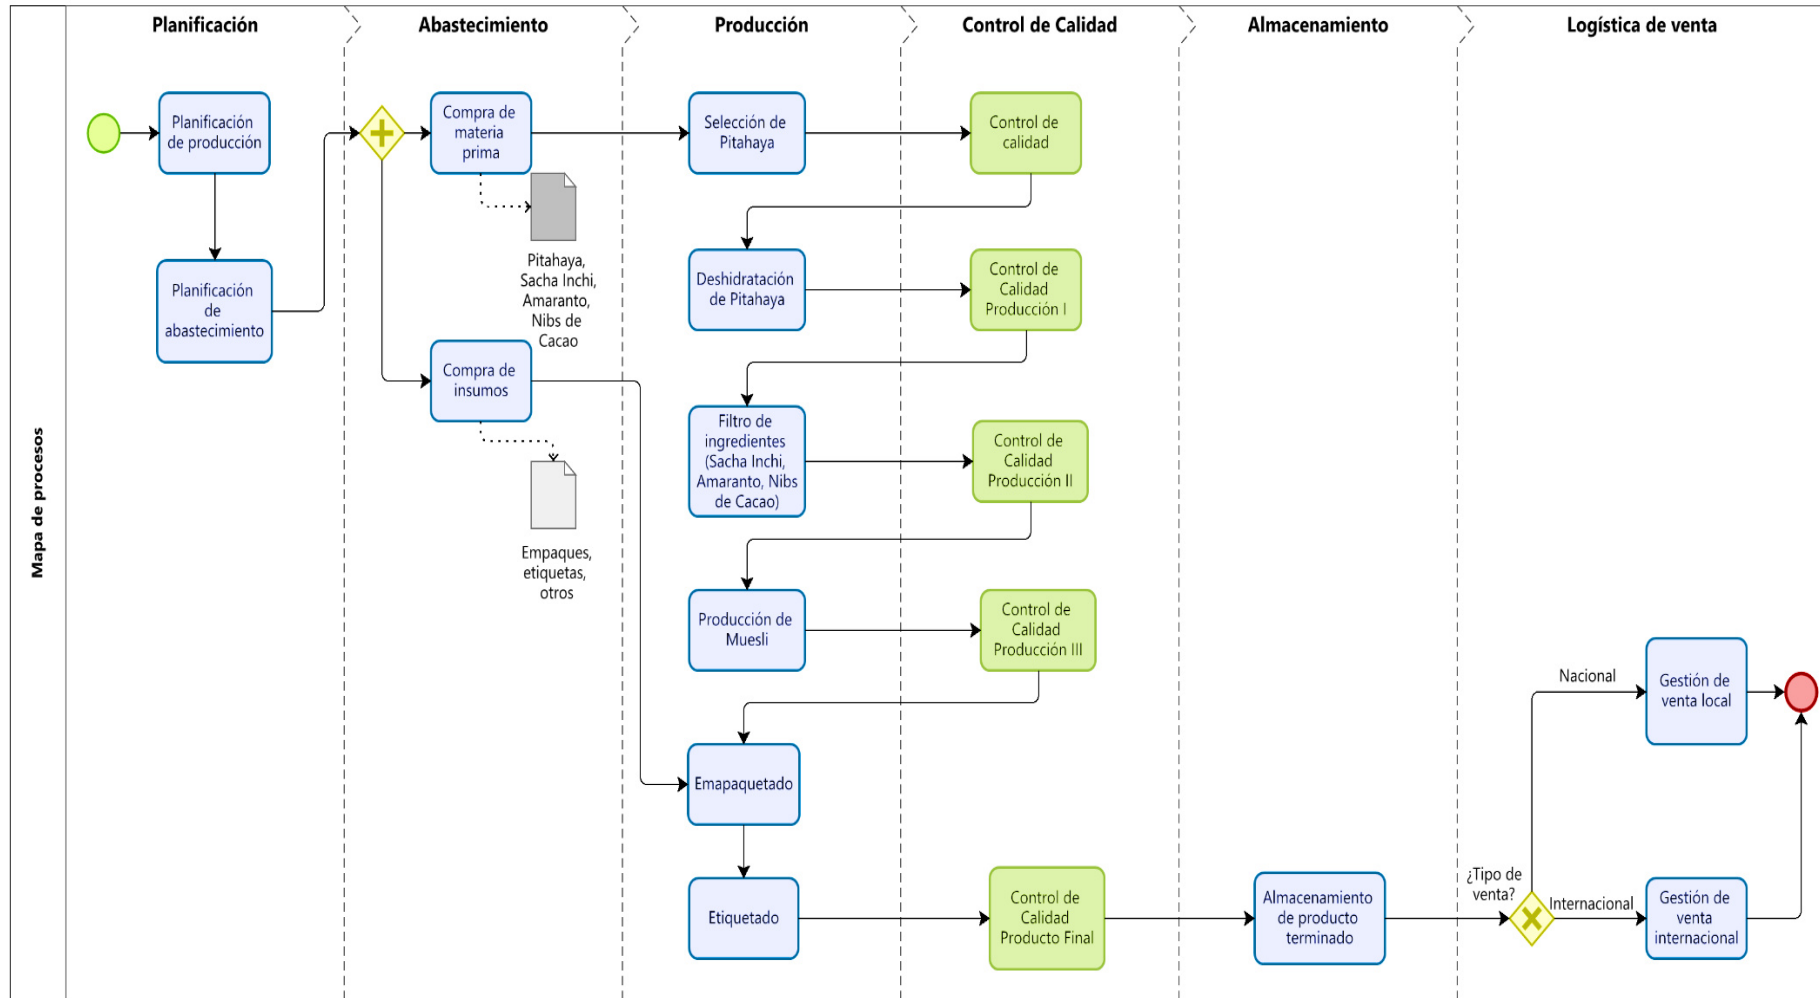 Planificación
Abastecimiento
Producción
Control de Calidad
Almacenamiento
Logística de venta
Mapa de procesos
Planificación
de producción
Planificación
de
abastecimiento
Compra de
materia
prima
Pitahaya,
Sacha Inchi,
Amaranto,
Nibs de
Cacao
Compra de
insumos
Empaques,
etiquetas,
otros
Selección de
Pitahaya
Control de
calidad
Deshidratación
de Pitahaya
Control de
Calidad
Producción I
Filtro de
ingredientes
(Sacha Inchi,
Amaranto, Nibs
de Cacao)
Control de
Calidad
Producción II
Producción de
Muesli
Control de
Calidad
Producción III
Emapaquetado
Etiquetado
Control de
Calidad
Producto Final
Almacenamiento
de producto
terminado
¿Tipo de
venta?
Nacional
Gestión de
venta local
Internacional
Gestión de
venta
internacional